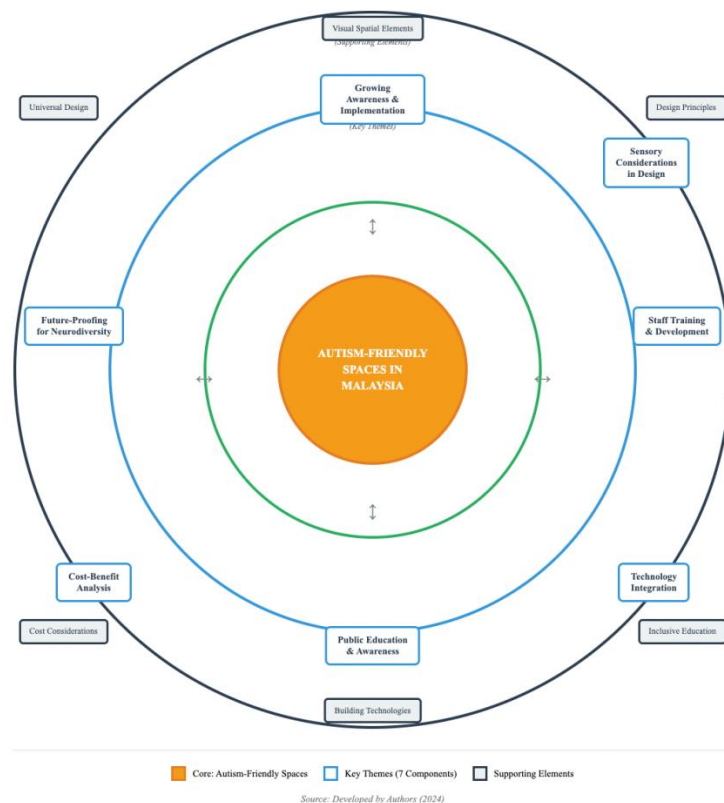 Visual Spatial Elements
(Supporting Elements)
Universal Design
Growing
Awareness &
Implementation
(Key Themes)
Design Principles
Sensory
Considerations
in Design
Future-Proofing
for Neurodiversity
Staff Training
& Development
AUTISM-FRIENDLY
SPACES IN
MALAYSIA
Cost-Benefit
Analysis
Technology
Integration
Cost Considerations
Public Education
& Awareness
Inclusive Education
Building Technologies
Core: Autism-Friendly Spaces
Key Themes (7 Components)
Supporting Elements
Source: Developed by Authors (2024)